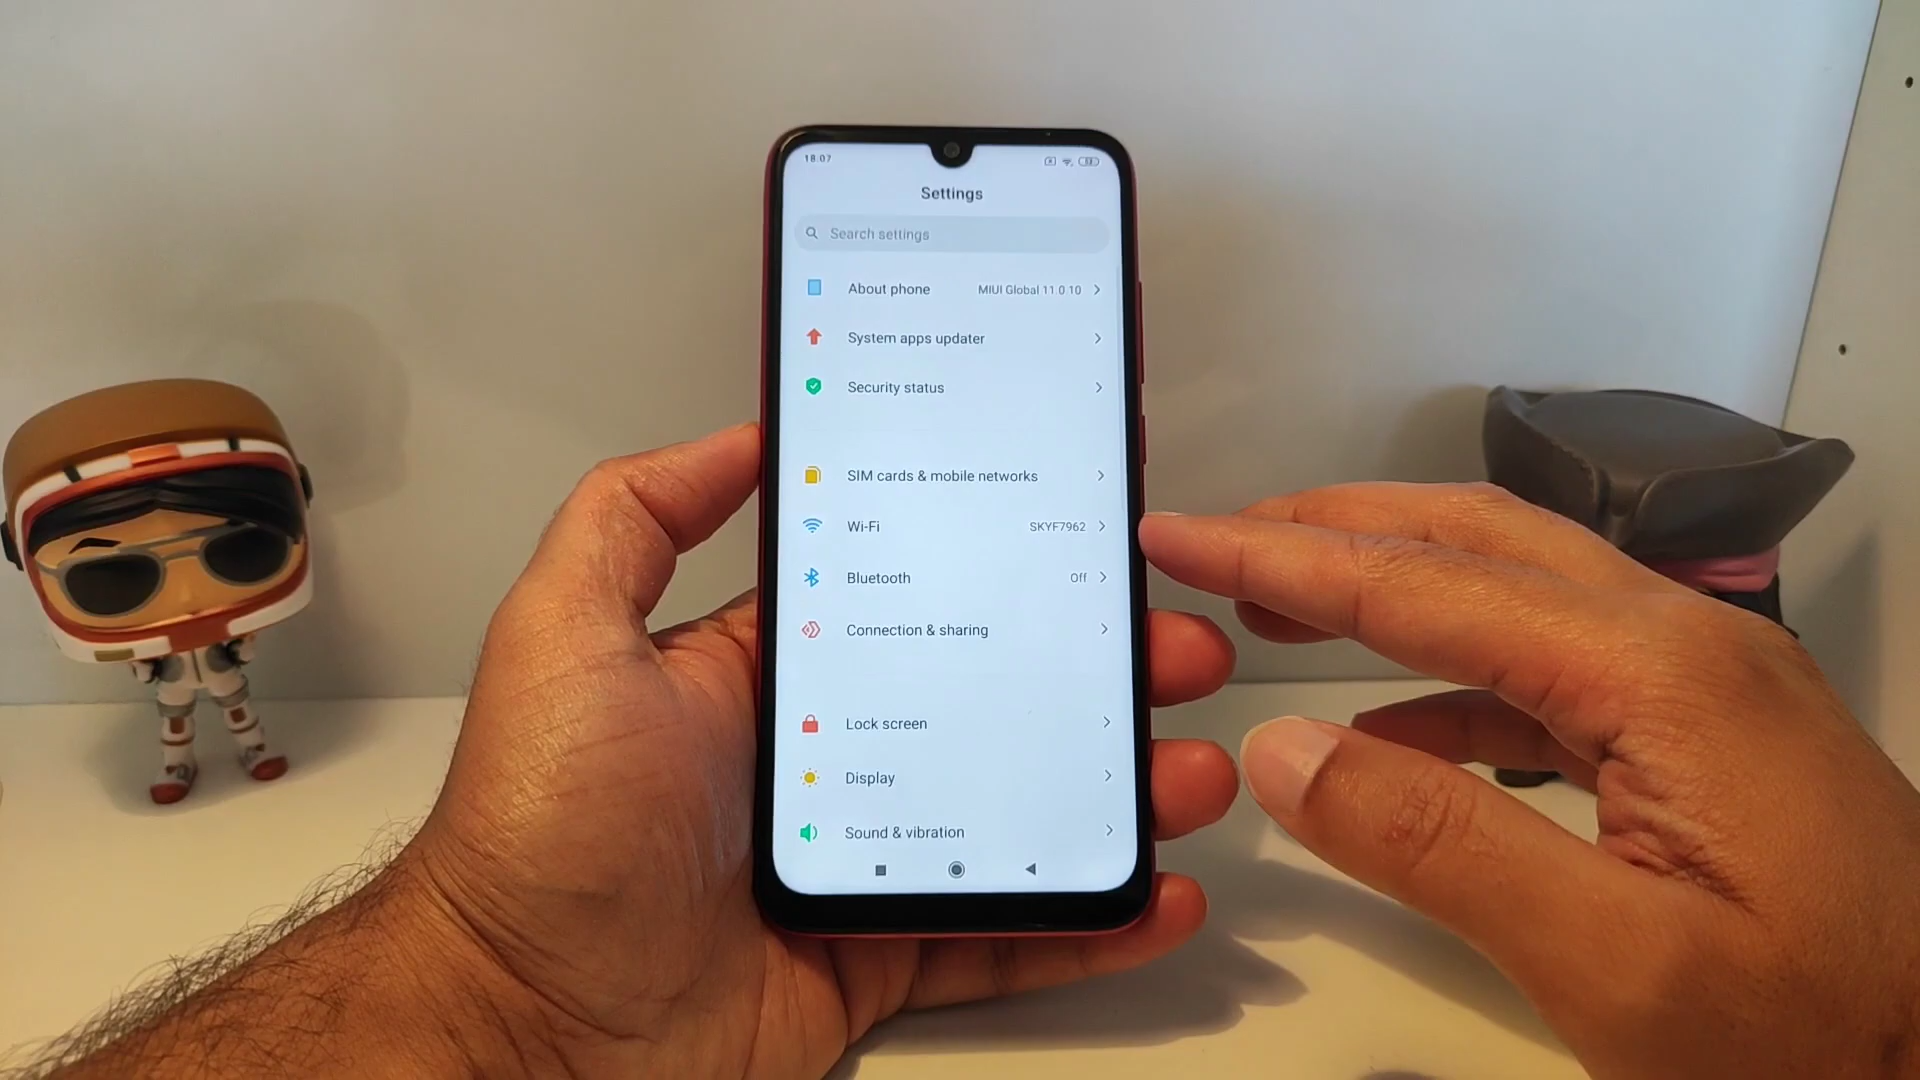 18:07
Settings
Search settings
About phone MIUI Global 11.0.10
System apps updater
Security status
SIM cards & mobile networks
Wi-Fi SKYF7962
Bluetooth Off
Connection & sharing
Lock screen
Display
Sound & vibration